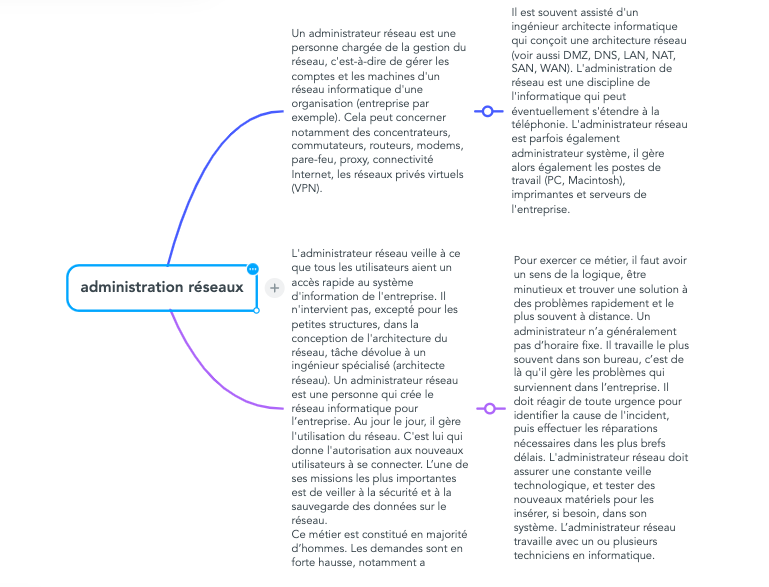 Un administrateur réseau est une
personne chargée de la gestion du
réseau, c'est-à-dire de gérer les
comptes et les machines d'un
réseau informatique d'une
organisation (entreprise par
exemple). Cela peut concerner
notamment des concentrateurs,
commutateurs, routeurs, modems,
pare-feu, proxy, connectivité
Internet, les réseaux privés virtuels
(VPN).
Il est souvent assisté d'un
ingénieur architecte informatique
qui conçoit une architecture réseau
(voir aussi DMZ, DNS, LAN, NAT,
SAN, WAN). L'administration de
réseau est une discipline de
l'informatique qui peut
éventuellement s'étendre à la
téléphonie. L'administrateur réseau
est parfois également
administrateur système, il gère
alors également les postes de
travail (PC, Macintosh),
imprimantes et serveurs de
l'entreprise.
administration réseaux
L'administrateur réseau veille à ce
que tous les utilisateurs aient un
accès rapide au système
d'information de l'entreprise. Il
n'intervient pas, excepté pour les
petites structures, dans la
conception de l'architecture du
réseau, tâche dévolue à un
ingénieur spécialisé (architecte
réseau). Un administrateur réseau
est une personne qui crée le
réseau informatique pour
l’entreprise. Au jour le jour, il gère
l'utilisation du réseau. C'est lui qui
donne l'autorisation aux nouveaux
utilisateurs à se connecter. L’une de
ses missions les plus importantes
est de veiller à la sécurité et à la
sauvegarde des données sur le
réseau.
Ce métier est constitué en majorité
d’hommes. Les demandes sont en
forte hausse, notamment a
Pour exercer ce métier, il faut avoir
un sens de la logique, être
minutieux et trouver une solution à
des problèmes rapidement et le
plus souvent à distance. Un
administrateur n’a généralement
pas d’horaire fixe. Il travaille le plus
souvent dans son bureau, c’est de
là qu'il gère les problèmes qui
surviennent dans l’entreprise. Il
doit réagir de toute urgence pour
identifier la cause de l'incident,
puis effectuer les réparations
nécessaires dans les plus brefs
délais. L'administrateur réseau doit
assurer une constante veille
technologique, et tester des
nouveaux matériels pour les
insérer, si besoin, dans son
système. L’administrateur réseau
travaille avec un ou plusieurs
techniciens en informatique.